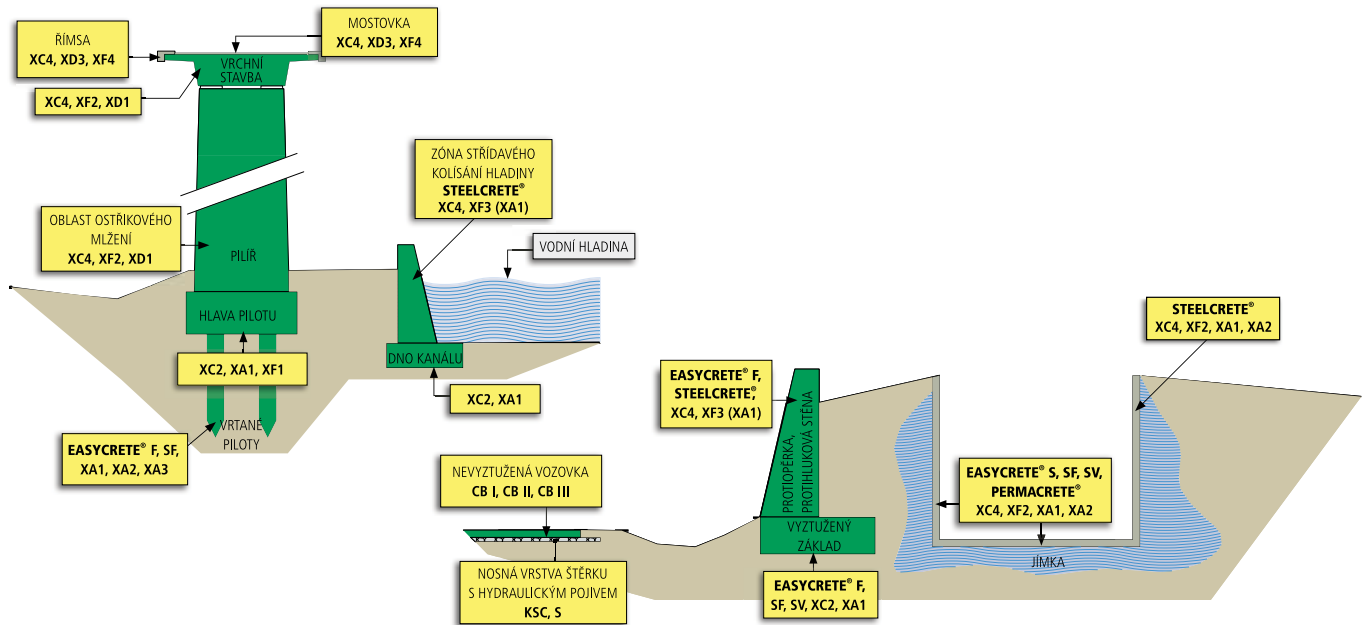 ŘÍMSA
XC4, XD3, XF4
MOSTOVKA
XC4, XD3, XF4
VRCHNÍ
STAVBA
XC4, XF2, XD1
ZÓNA STŘÍDAVÉHO
KOLÍSÁNÍ HLADINY
STEELCRETE®
XC4, XF3 (XA1)
OBLAST OSTŘIKOVÉHO
MLŽENÍ
XC4, XF2, XD1
PILÍŘ
VODNÍ HLADINA
HLAVA PILOTU
DNO KANÁLU
XC2, XA1, XF1
XC2, XA1
VRTANÉ
PILOTY
EASYCRETE® F, SF,
XA1, XA2, XA3
STEELCRETE®
XC4, XF2, XA1, XA2
EASYCRETE® F,
STEELCRETE®,
XC4, XF3 (XA1)
PROTIOPĚRKA,
PROTIHLUKOVÁ STĚNA
NEVYZTUŽENÁ VOZOVKA
CB I, CB II, CB III
EASYCRETE® S, SF, SV,
PERMACRETE®
XC4, XF2, XA1, XA2
VYZTUŽENÝ
ZÁKLAD
JÍMKA
NOSNÁ VRSTVA ŠTĚRKU
S HYDRAULICKÝM POJIVEM
KSC, S
EASYCRETE® F,
SF, SV, XC2, XA1